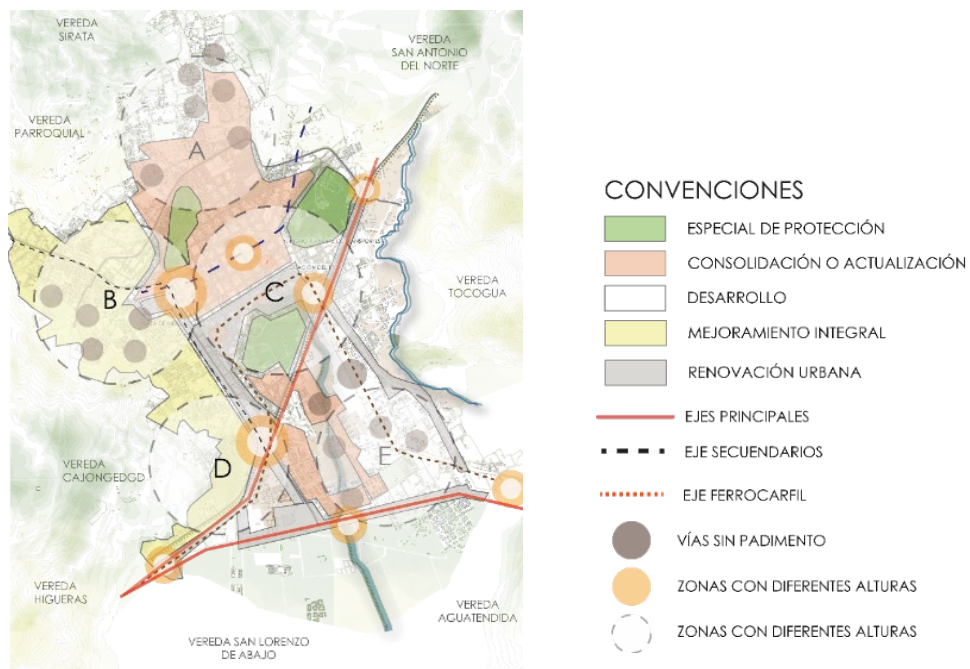 VEREDA
SIRATA
VEREDA
SAN ANTONIO
DEL NORTE
VEREDA
PARROQUIAL
A
B
C
VEREDA
TOCOGUA
D
E
VEREDA
CAJONGEDGD
VEREDA
HIGUERAS
VEREDA
AGUATENDIDA
VEREDA SAN LORENZO
DE ABAJO
CONVENCIONES
ESPECIAL DE PROTECCIÓN
CONSOLIDACIÓN O ACTUALIZACIÓN
DESARROLLO
MEJORAMIENTO INTEGRAL
RENOVACIÓN URBANA
EJES PRINCIPALES
EJE SECUENDARIOS
EJE FERROCARFIL
VÍAS SIN PADIMENTO
ZONAS CON DIFERENTES ALTURAS
ZONAS CON DIFERENTES ALTURAS